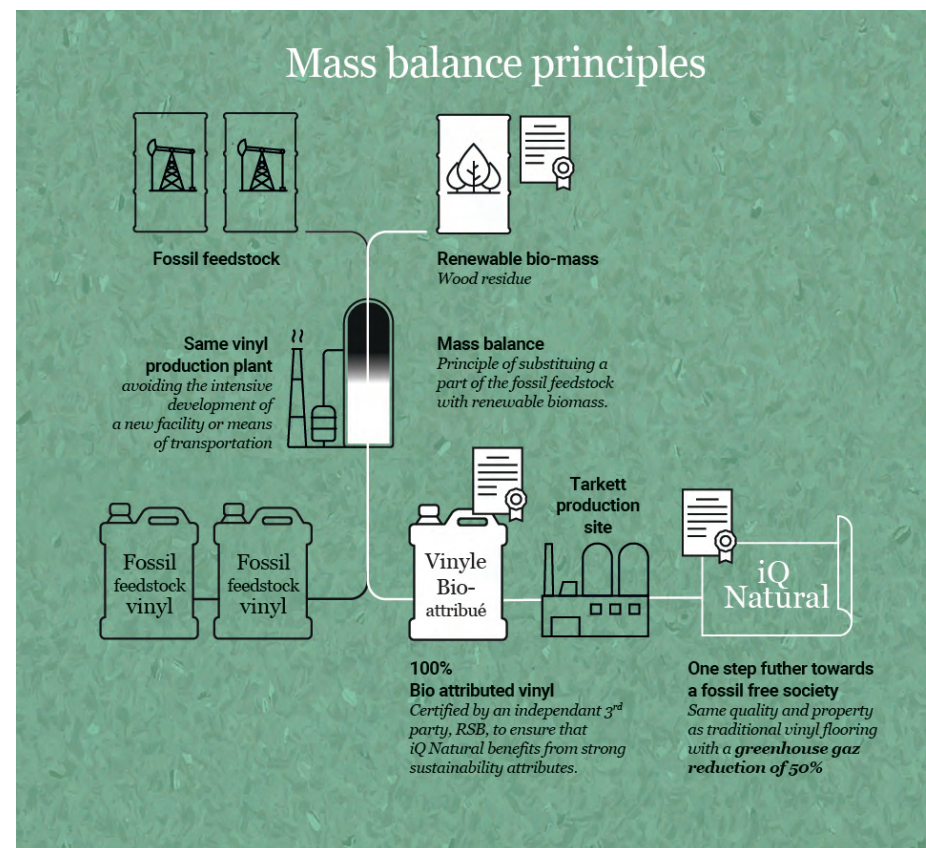 Mass balance principles
Fossil feedstock
Renewable bio-mass
Wood residue
Same vinyl
production plant
avoiding the intensive
development of
a new facility or means
of transportation
Mass balance
Principle of substituing a
part of the fossil feedstock
with renewable biomass.
Fossil
feedstock
vinyl
Fossil
feedstock
vinyl
Vinyle
Bio-
attribué
Tarkett
production
site
iQ
Natural
100%
Bio attributed vinyl
Certified by an independant 3rd
party, RSB, to ensure that
iQ Natural benefits from strong
sustainability attributes.
One step futher towards
a fossil free society
Same quality and property
as traditional vinyl flooring
with a greenhouse gaz
reduction of 50%